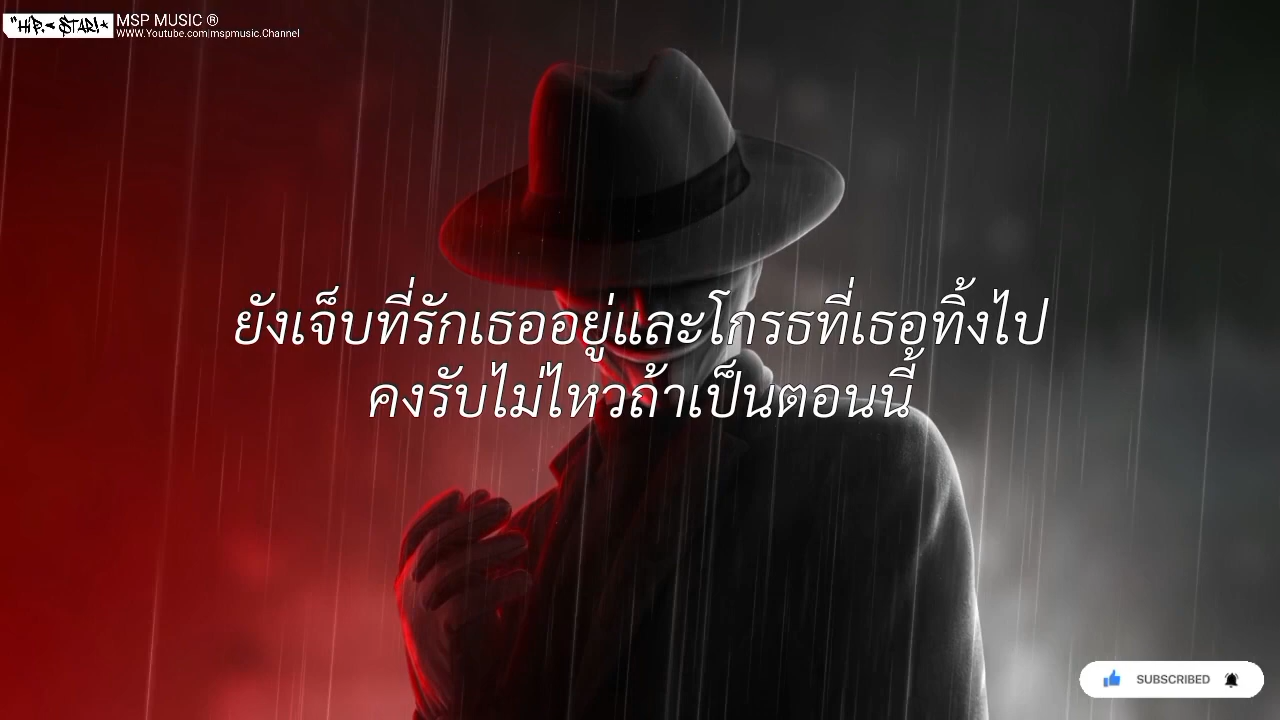 "HIP.< STAR!*
MSP MUSIC ®
WWW.Youtube.com|mspmusic.Channel
ยังเจ็บที่รักเธออยู่และโกรธที่เธอทิ้งไป
คงรับไม่ไหวถ้าเป็นตอนนี้
SUBSCRIBED